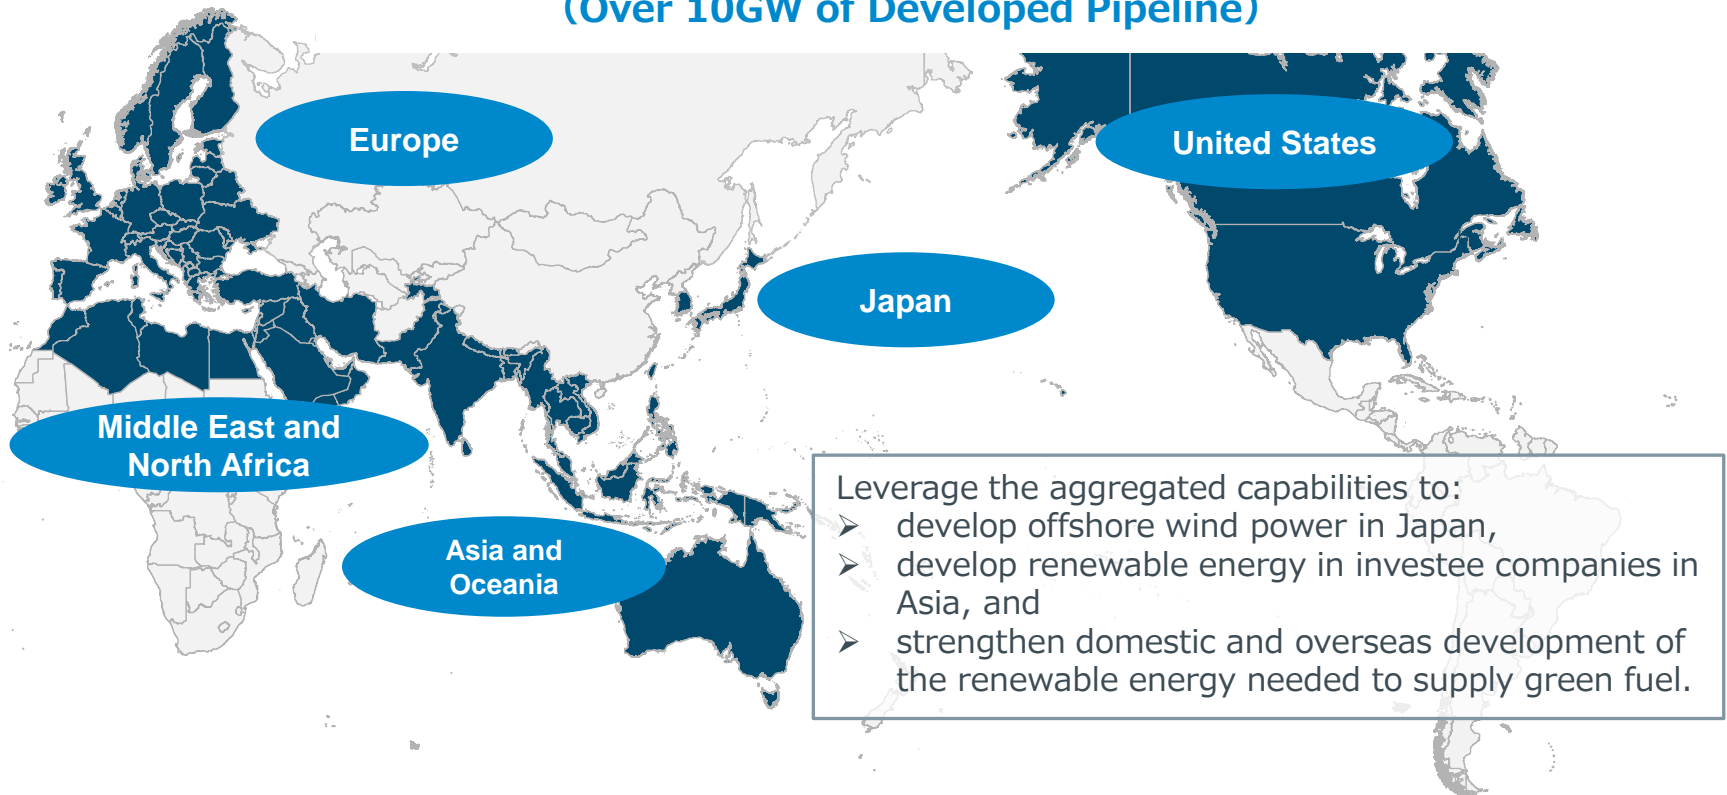 （Over 10GW of Developed Pipeline）
Europe
United States
Japan
Middle East and
North Africa
Asia and
Oceania
Leverage the aggregated capabilities to:
➢ develop offshore wind power in Japan,
➢ develop renewable energy in investee companies in
Asia, and
➢ strengthen domestic and overseas development of
the renewable energy needed to supply green fuel.